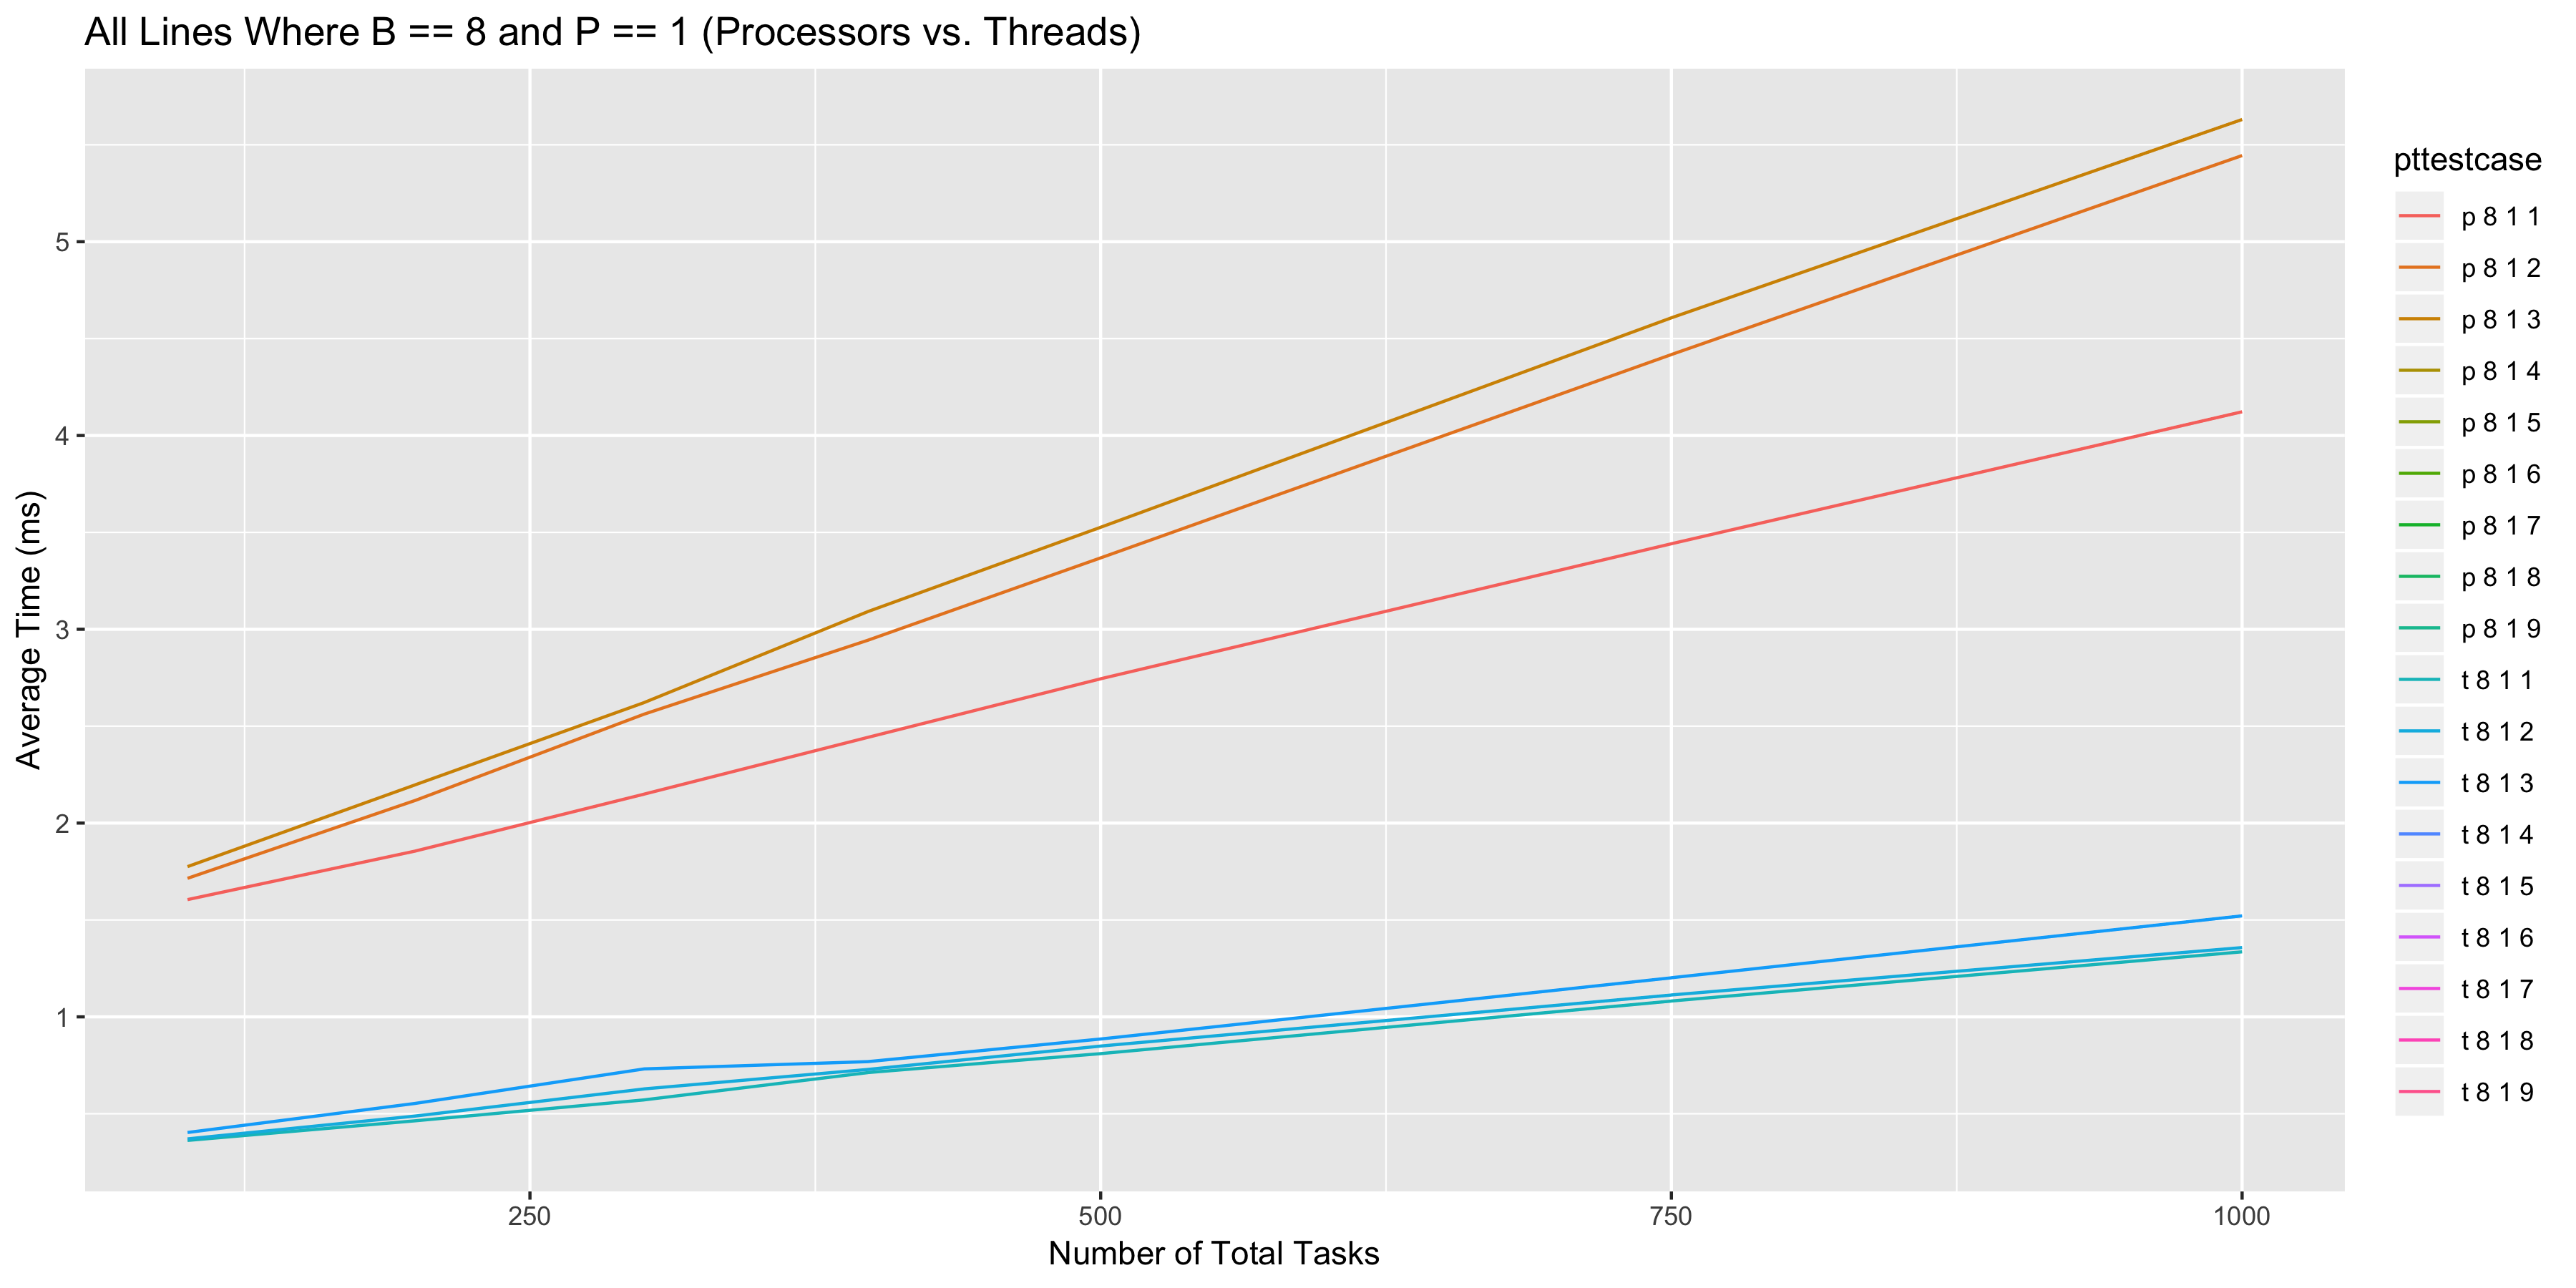 All Lines Where B == 8 and P == 1 (Processors vs. Threads)
Average Time (ms)
5
4
3
2
1
250 500 750 1000
Number of Total Tasks
pttestcase
p 8 1 1
p 8 1 2
p 8 1 3
p 8 1 4
p 8 1 5
p 8 1 6
p 8 1 7
p 8 1 8
p 8 1 9
t 8 1 1
t 8 1 2
t 8 1 3
t 8 1 4
t 8 1 5
t 8 1 6
t 8 1 7
t 8 1 8
t 8 1 9